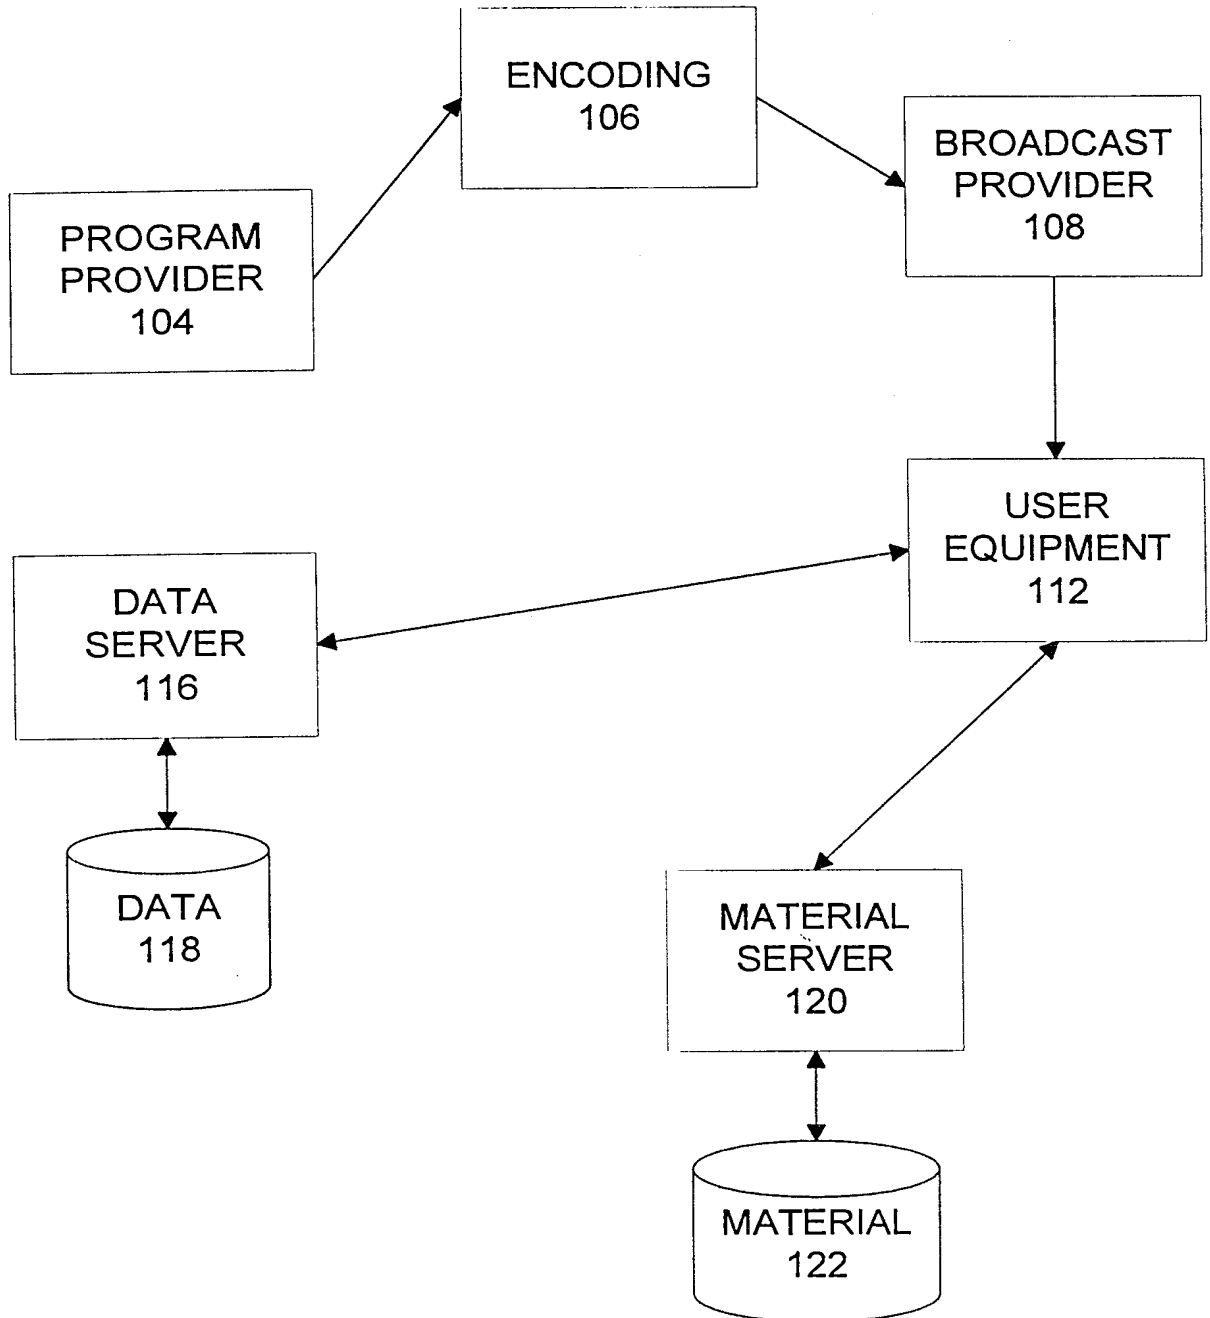 ENCODING
106
BROADCAST
PROVIDER
108
PROGRAM
PROVIDER
104
USER
EQUIPMENT
112
DATA
SERVER
116
DATA
118
MATERIAL
SERVER
120
MATERIAL
122